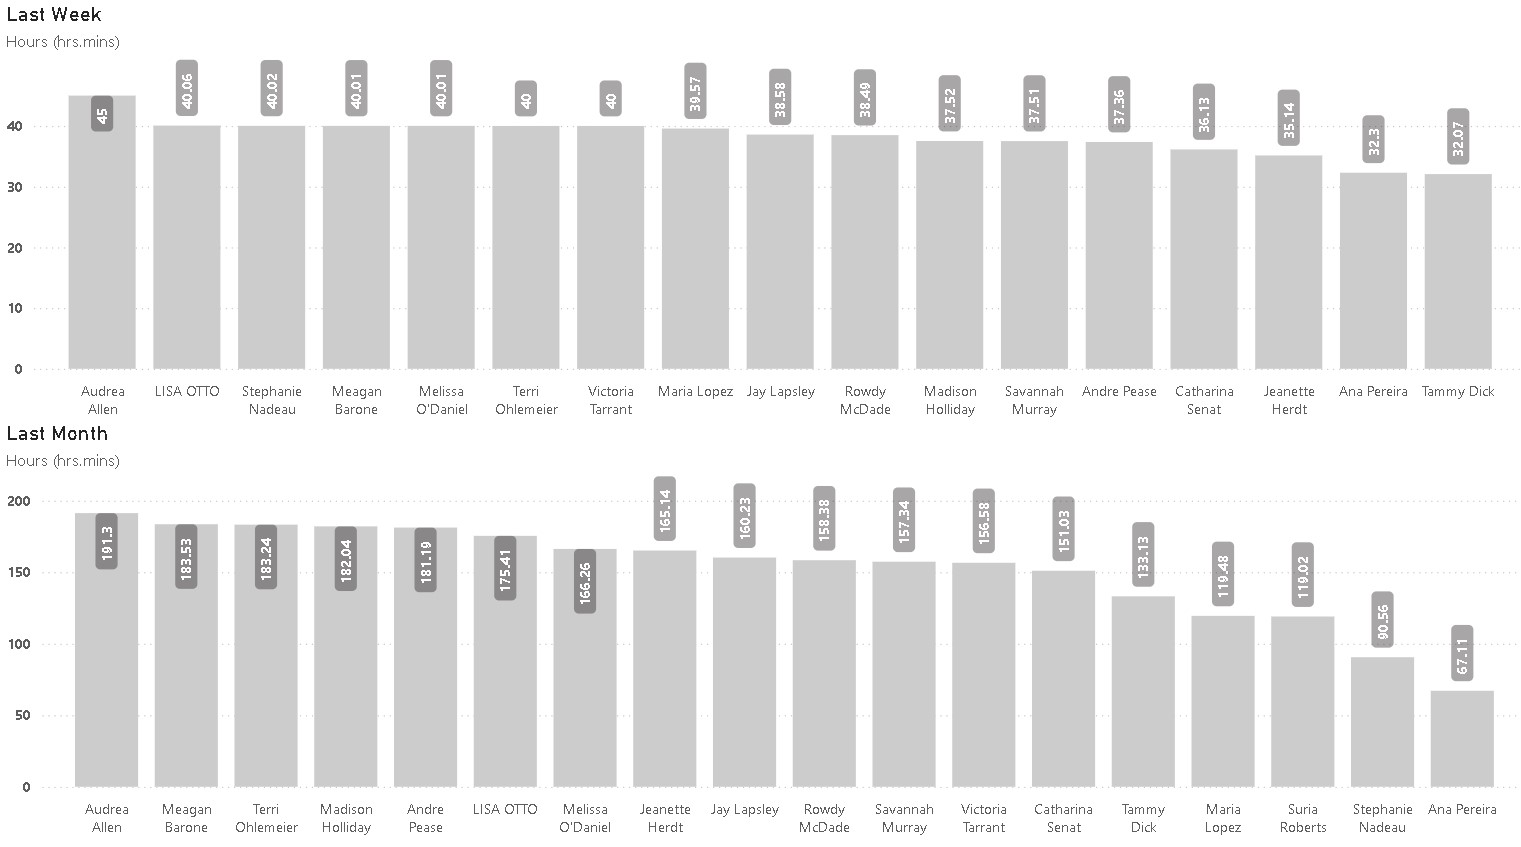 Last Week
Hours (hrs.mins)
45 40.06 40.02 40.01 40.01 40 40 39.57 38.58 38.49 37.52 37.51 37.36 36.13 35.14 32.3 32.07
40
30
20
10
0
Audrea Allen
LISA OTTO
Stephanie Nadeau
Meagan Barone
Melissa O'Daniel
Terri Ohlemeier
Victoria Tarrant
Maria Lopez
Jay Lapsley
Rowdy McDade
Madison Holliday
Savannah Murray
Andre Pease
Catharina Senat
Jeanette Herdt
Ana Pereira
Tammy Dick
Last Month
Hours (hrs.mins)
191.3 183.53 183.24 182.04 181.19 175.41 166.26 165.14 160.23 158.38 157.34 156.58 151.03 133.13 119.48 119.02 90.56 67.11
200
150
100
50
0
Audrea Allen
Meagan Barone
Terri Ohlemeier
Madison Holliday
Andre Pease
LISA OTTO
Melissa O'Daniel
Jeanette Herdt
Jay Lapsley
Rowdy McDade
Savannah Murray
Victoria Tarrant
Catharina Senat
Tammy Dick
Maria Lopez
Suria Roberts
Stephanie Nadeau
Ana Pereira